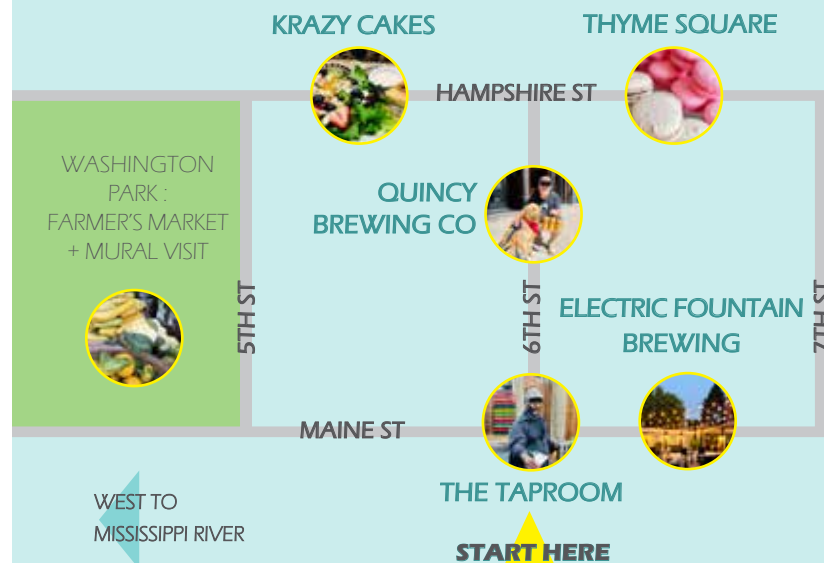 KRAZY CAKES
THYME SQUARE
HAMPSHIRE ST
WASHINGTON
PARK :
FARMER'S MARKET
+ MURAL VISIT
QUINCY
BREWING CO
5TH ST
6TH ST
ELECTRIC FOUNTAIN
BREWING
7TH ST
MAINE ST
THE TAPROOM
WEST TO
MISSISSIPPI RIVER
START HERE